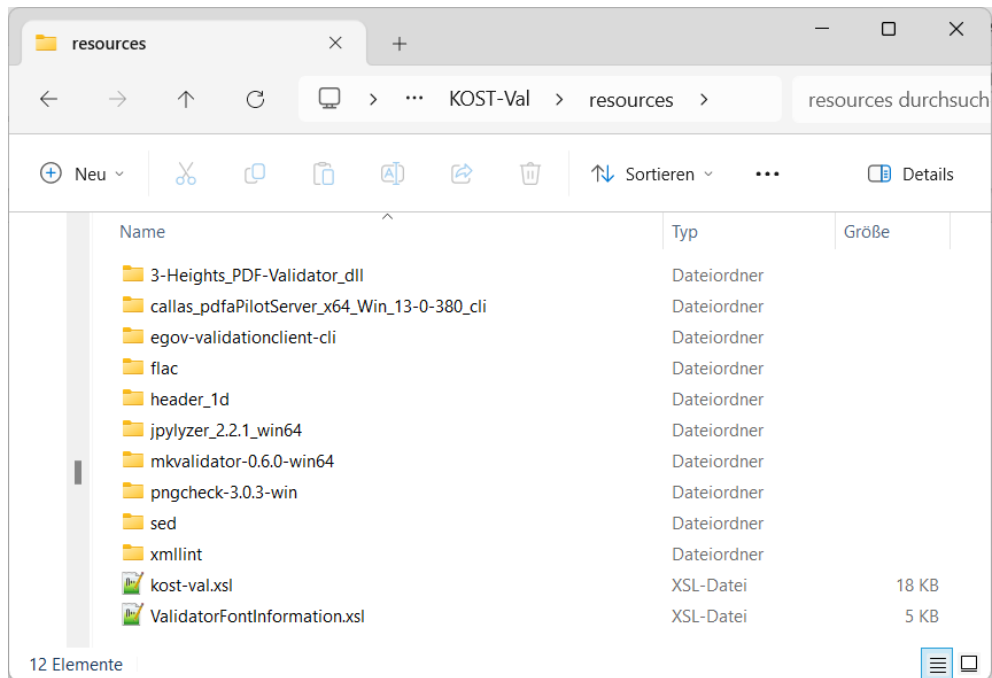 resources
··· KOST-Val > resources > resources durchsuch
Neu Sortieren ··· Details
Name Typ Größe
3-Heights_PDF-Validator_dll Dateiordner
callas_pdfaPilotServer_x64_Win_13-0-380_cli Dateiordner
egov-validationclient-cli Dateiordner
flac Dateiordner
header_1d Dateiordner
jpylyzer_2.2.1_win64 Dateiordner
mkvalidator-0.6.0-win64 Dateiordner
pngcheck-3.0.3-win Dateiordner
sed Dateiordner
xmllint Dateiordner
kost-val.xsl XSL-Datei 18 KB
ValidatorFontInformation.xsl XSL-Datei 5 KB
12 Elemente